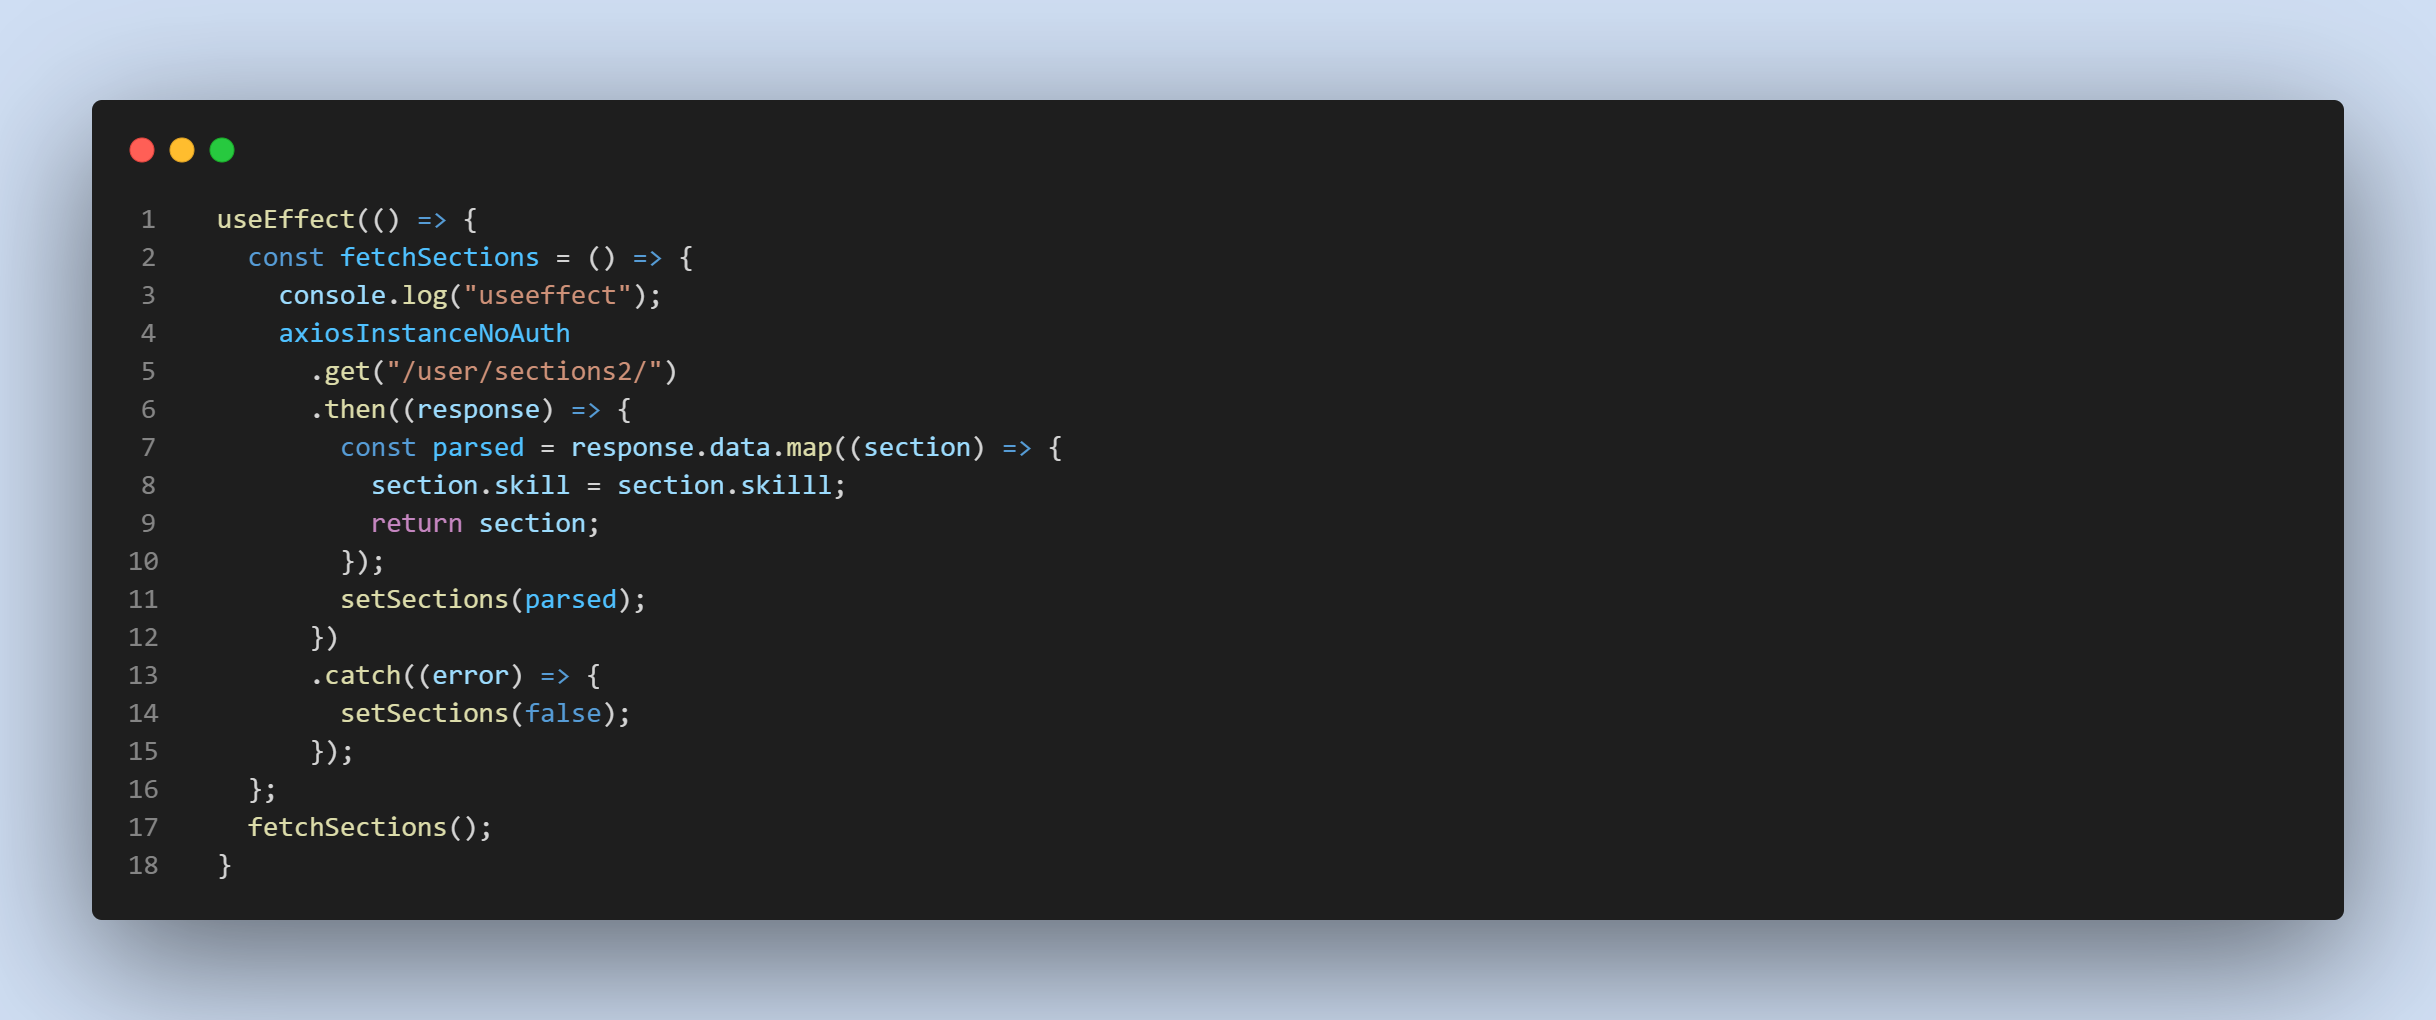 1 useEffect(() => {
2 const fetchSections = () => {
3 console.log("useeffect");
4 axiosInstanceNoAuth
5 .get("/user/sections2/")
6 .then((response) => {
7 const parsed = response.data.map((section) => {
8 section.skill = section.skilll;
9 return section;
10 });
11 setSections(parsed);
12 })
13 .catch((error) => {
14 setSections(false);
15 });
16 };
17 fetchSections();
18 }